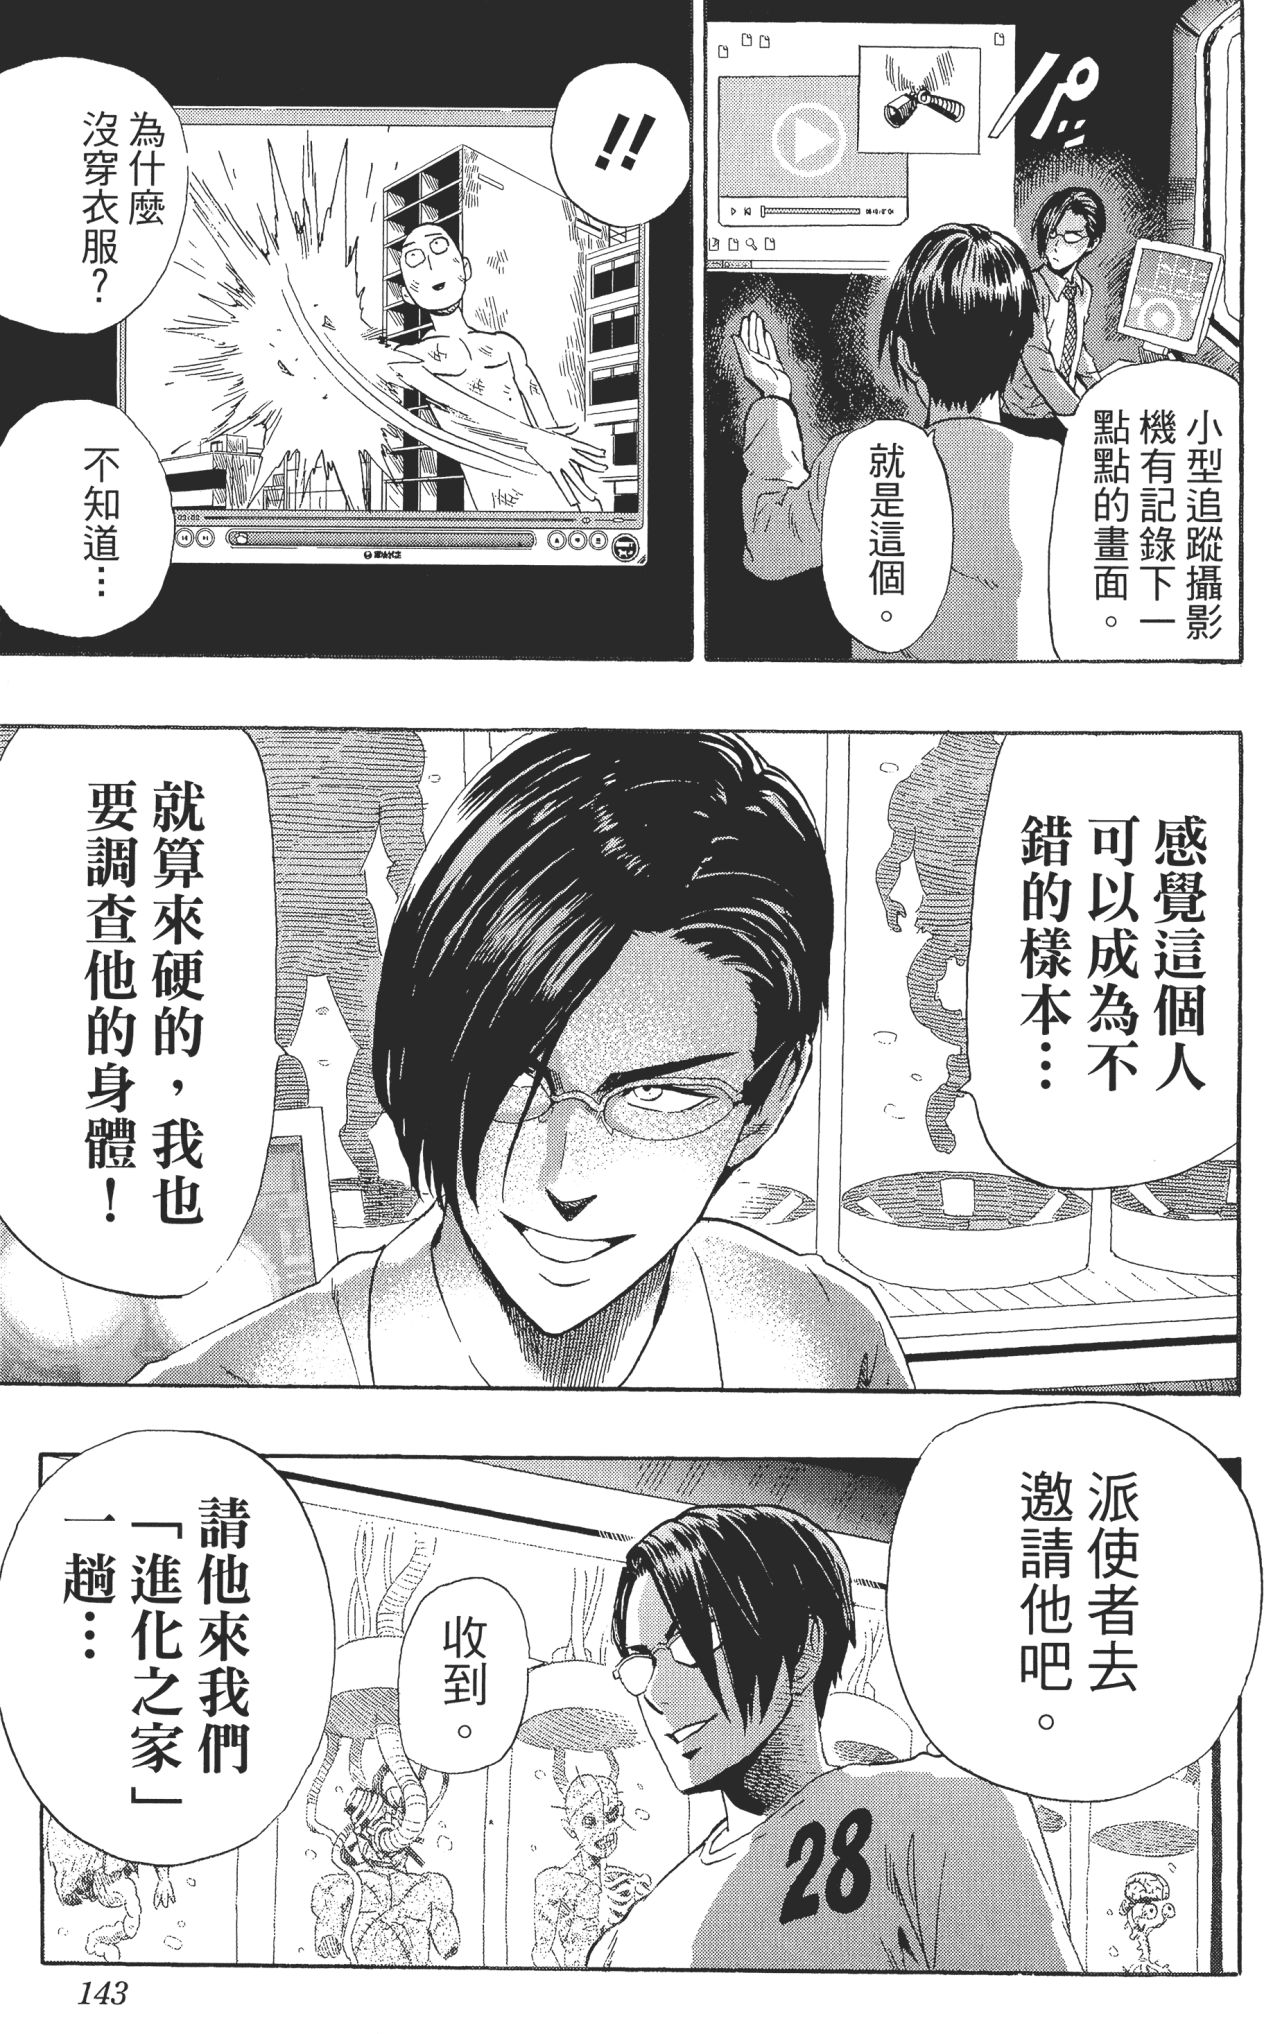 パ
小型追蹤攝影
機有記錄下一
點點的畫面。
就是這個。
!!
為什麼
沒穿衣服？
不知道…
感覺這個人
可以成為不
錯的樣本…
就算來硬的，我也
要調查他的身體！
派使者去
邀請他吧。
收到。
請他來我們
「進化之家」
一趟…
28
143